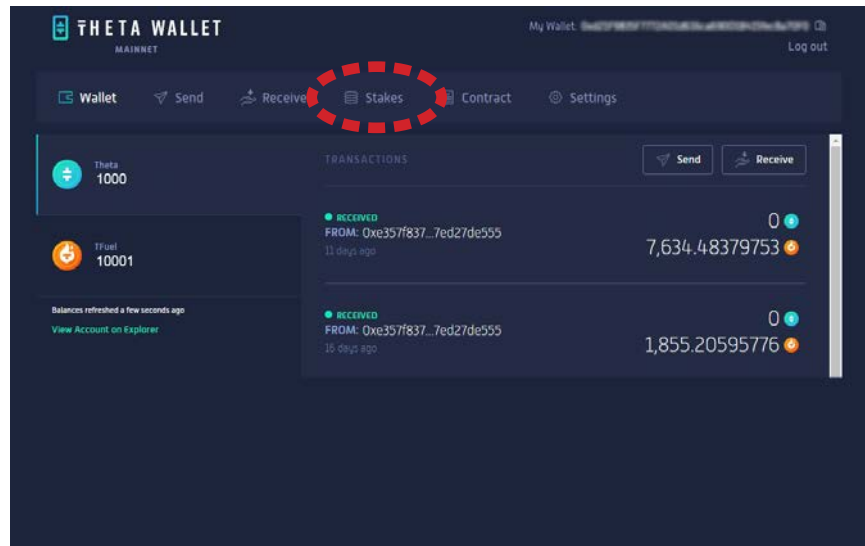 THETA WALLET
MAINNET
My Wallet:
Log out
Wallet Send Receive Stakes Contract Settings
Theta
1000
TFuel
10001
Balances refreshed a few seconds ago
View Account on Explorer
TRANSACTIONS
Send Receive
RECEIVED
FROM: 0xe357f837...7ed27de555
11 days ago
0
7,634.48379753
RECEIVED
FROM: 0xe357f837...7ed27de555
16 days ago
0
1,855.20595776